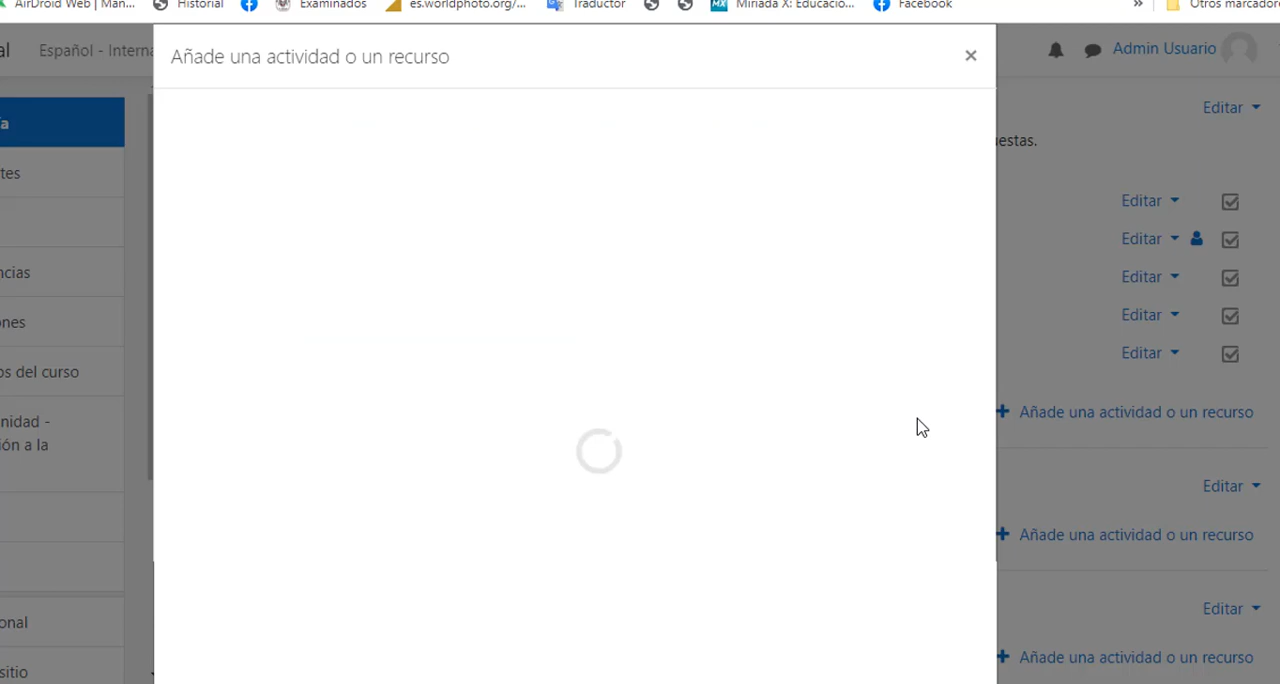 AirDroid Web | Man...
Historial
Examinados
es.worldphoto.org/...
Traductor
Miriada X: Educacio...
Facebook
»
Otros marcador
al
Español - Interna
Añade una actividad o un recurso
×
Admin Usuario
ía
Editar
uestas.
tes
Editar
Editar
ncias
Editar
ones
Editar
os del curso
Editar
nidad -
ón a la
Añade una actividad o un recurso
Editar
Añade una actividad o un recurso
Editar
onal
Añade una actividad o un recurso
sitio